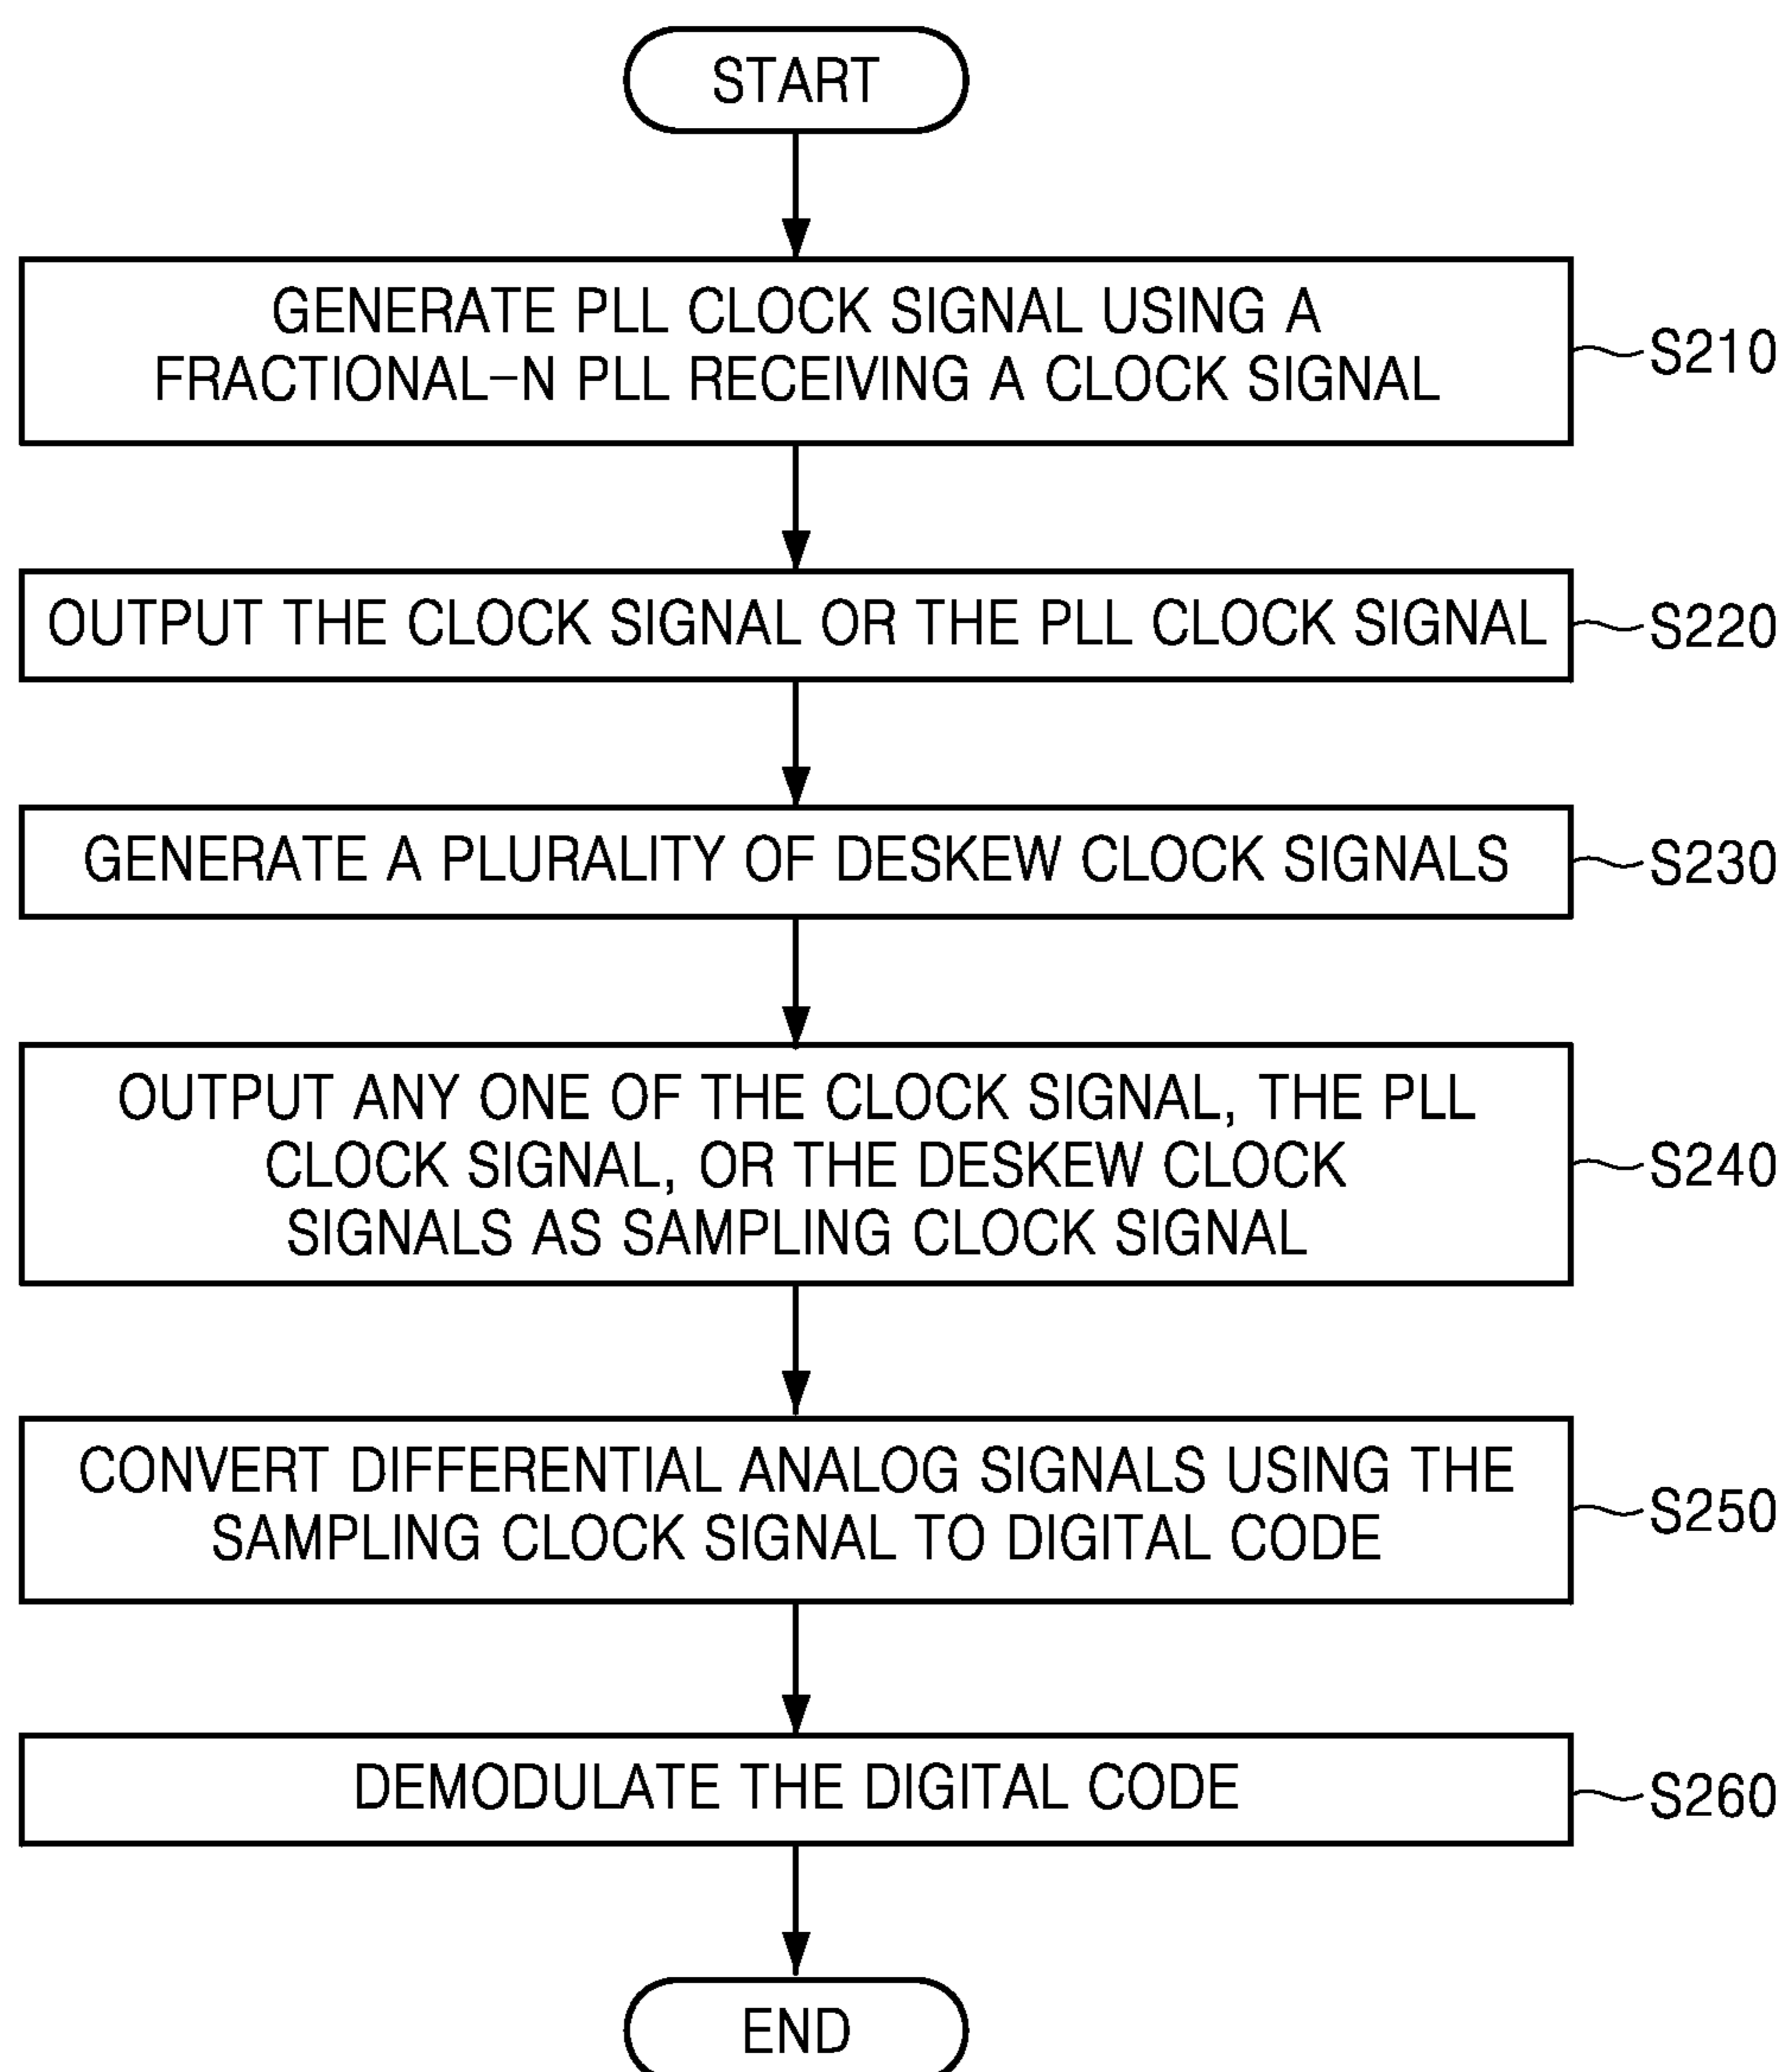 START
GENERATE PLL CLOCK SIGNAL USING A
FRACTIONAL-N PLL RECEIVING A CLOCK SIGNAL
S210
OUTPUT THE CLOCK SIGNAL OR THE PLL CLOCK SIGNAL
S220
GENERATE A PLURALITY OF DESKEW CLOCK SIGNALS
S230
OUTPUT ANY ONE OF THE CLOCK SIGNAL, THE PLL
CLOCK SIGNAL, OR THE DESKEW CLOCK
SIGNALS AS SAMPLING CLOCK SIGNAL
S240
CONVERT DIFFERENTIAL ANALOG SIGNALS USING THE
SAMPLING CLOCK SIGNAL TO DIGITAL CODE
S250
DEMODULATE THE DIGITAL CODE
S260
END